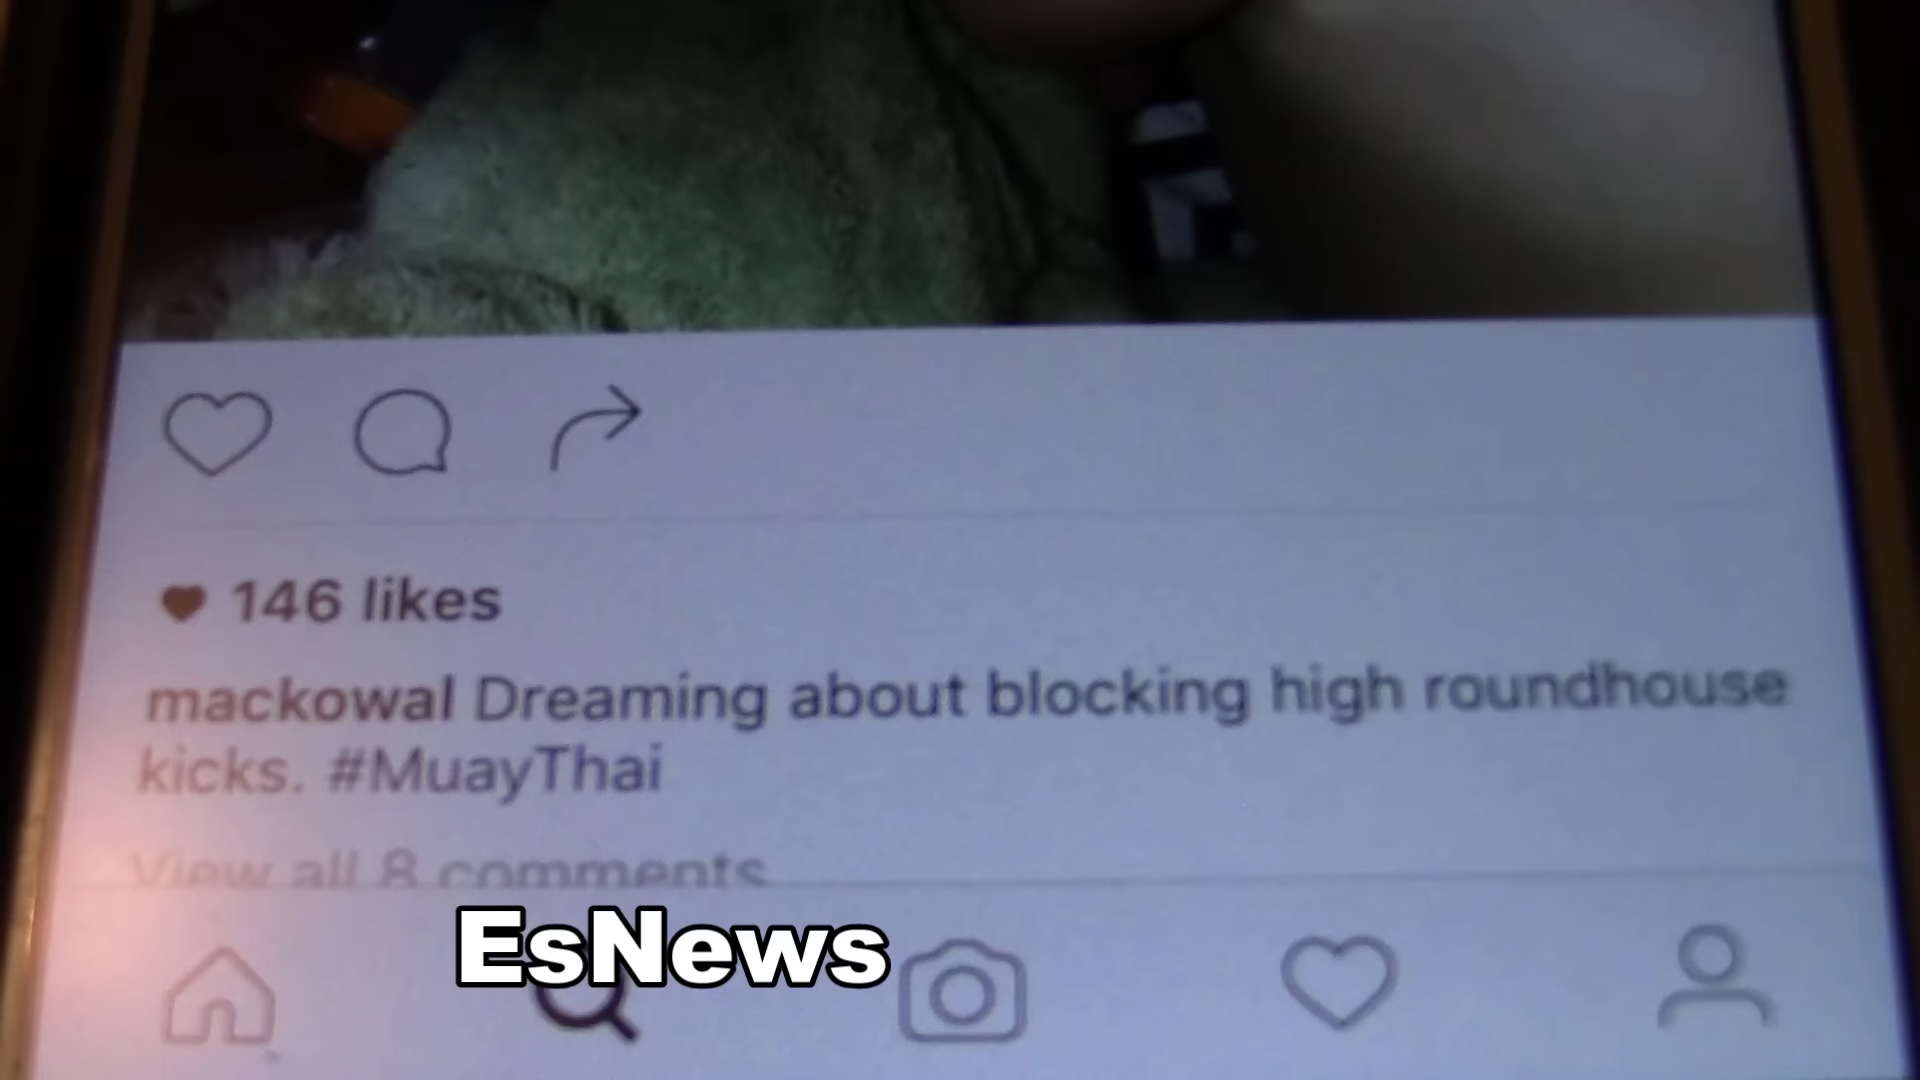 146 likes
mackowal Dreaming about blocking high roundhouse
kicks. #MuayThai
View all 8 comments
EsNews